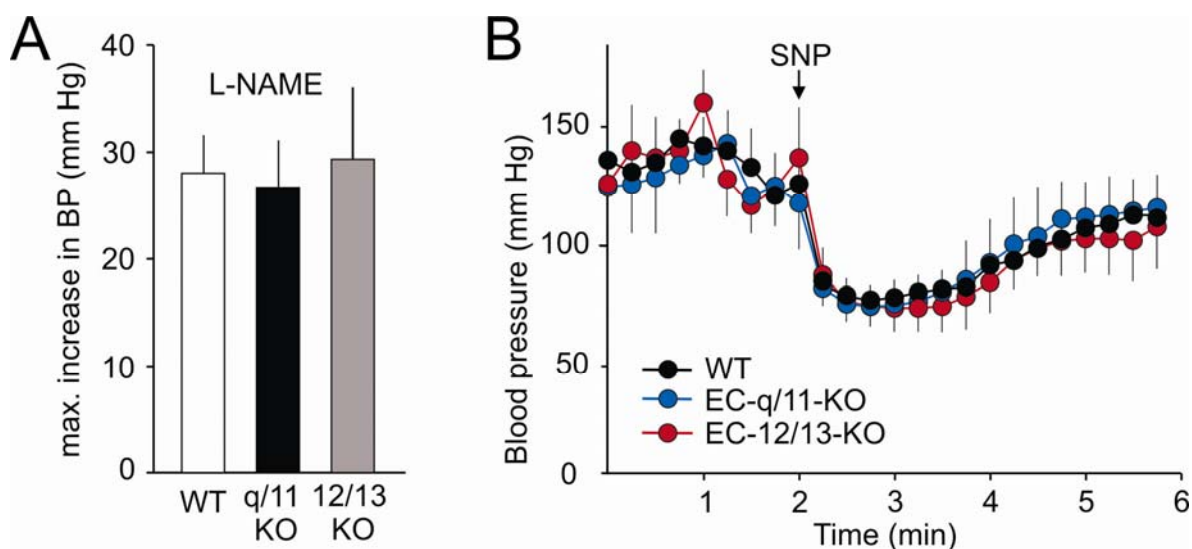 A
max. increase in BP (mm Hg)
40
30
20
10
0
L-NAME
WT
q/11
KO
12/13
KO
B
Blood pressure (mm Hg)
150
100
50
0
SNP
WT
EC-q/11-KO
EC-12/13-KO
1 2 3 4 5 6
Time (min)